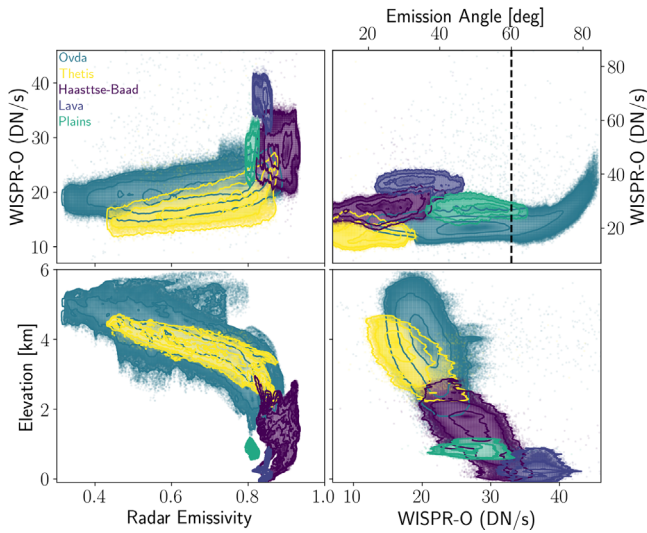 Emission Angle [deg]
20 40 60 80
Ovda
Thetis
Haasttse-Baad
Lava
Plains
WISPR-O (DN/s)
40
30
20
10
80
60
40
20
WISPR-O (DN/s)
Elevation [km]
6
4
2
0
0.4 0.6 0.8 1.0
Radar Emissivity
10 20 30 40
WISPR-O (DN/s)